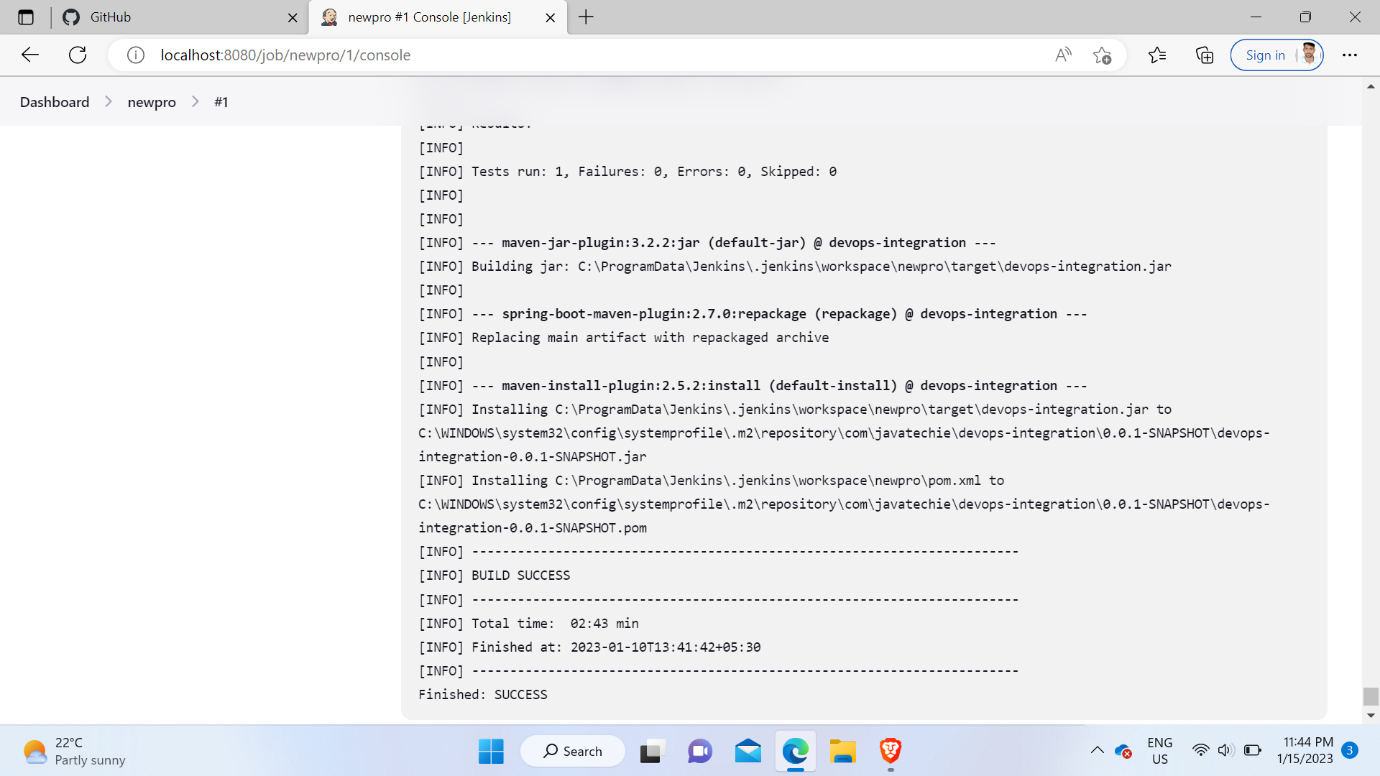 GitHub
newpro #1 Console [Jenkins]
localhost:8080/job/newpro/1/console
Sign in
Dashboard
newpro
#1
[INFO] Results:
[INFO]
[INFO] Tests run: 1, Failures: 0, Errors: 0, Skipped: 0
[INFO]
[INFO]
[INFO] --- maven-jar-plugin:3.2.2:jar (default-jar) @ devops-integration ---
[INFO] Building jar: C:\ProgramData\Jenkins\.jenkins\workspace\newpro\target\devops-integration.jar
[INFO]
[INFO] --- spring-boot-maven-plugin:2.7.0:repackage (repackage) @ devops-integration ---
[INFO] Replacing main artifact with repackaged archive
[INFO]
[INFO] --- maven-install-plugin:2.5.2:install (default-install) @ devops-integration ---
[INFO] Installing C:\ProgramData\Jenkins\.jenkins\workspace\newpro\target\devops-integration.jar to
C:\WINDOWS\system32\config\systemprofile\.m2\repository\com\javatechie\devops-integration\0.0.1-SNAPSHOT\devops-
integration-0.0.1-SNAPSHOT.jar
[INFO] Installing C:\ProgramData\Jenkins\.jenkins\workspace\newpro\pom.xml to
C:\WINDOWS\system32\config\systemprofile\.m2\repository\com\javatechie\devops-integration\0.0.1-SNAPSHOT\devops-
integration-0.0.1-SNAPSHOT.pom
[INFO] ------------------------------------------------------------------------
[INFO] BUILD SUCCESS
[INFO] ------------------------------------------------------------------------
[INFO] Total time:  02:43 min
[INFO] Finished at: 2023-01-10T13:41:42+05:30
[INFO] ------------------------------------------------------------------------
Finished: SUCCESS
22°C
Partly sunny
Search
ENG
US
11:44 PM
1/15/2023
3